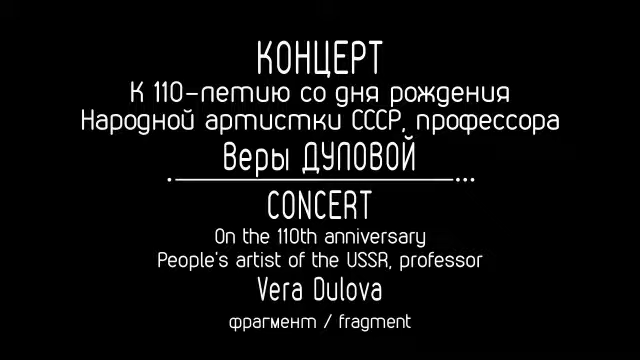 КОНЦЕРТ
К 110-летию со дня рождения
Народной артистки СССР, профессора
Веры ДУЛОВОЙ
CONCERT
On the 110th anniversary
People's artist of the USSR, professor
Vera Dulova
фрагмент / fragment